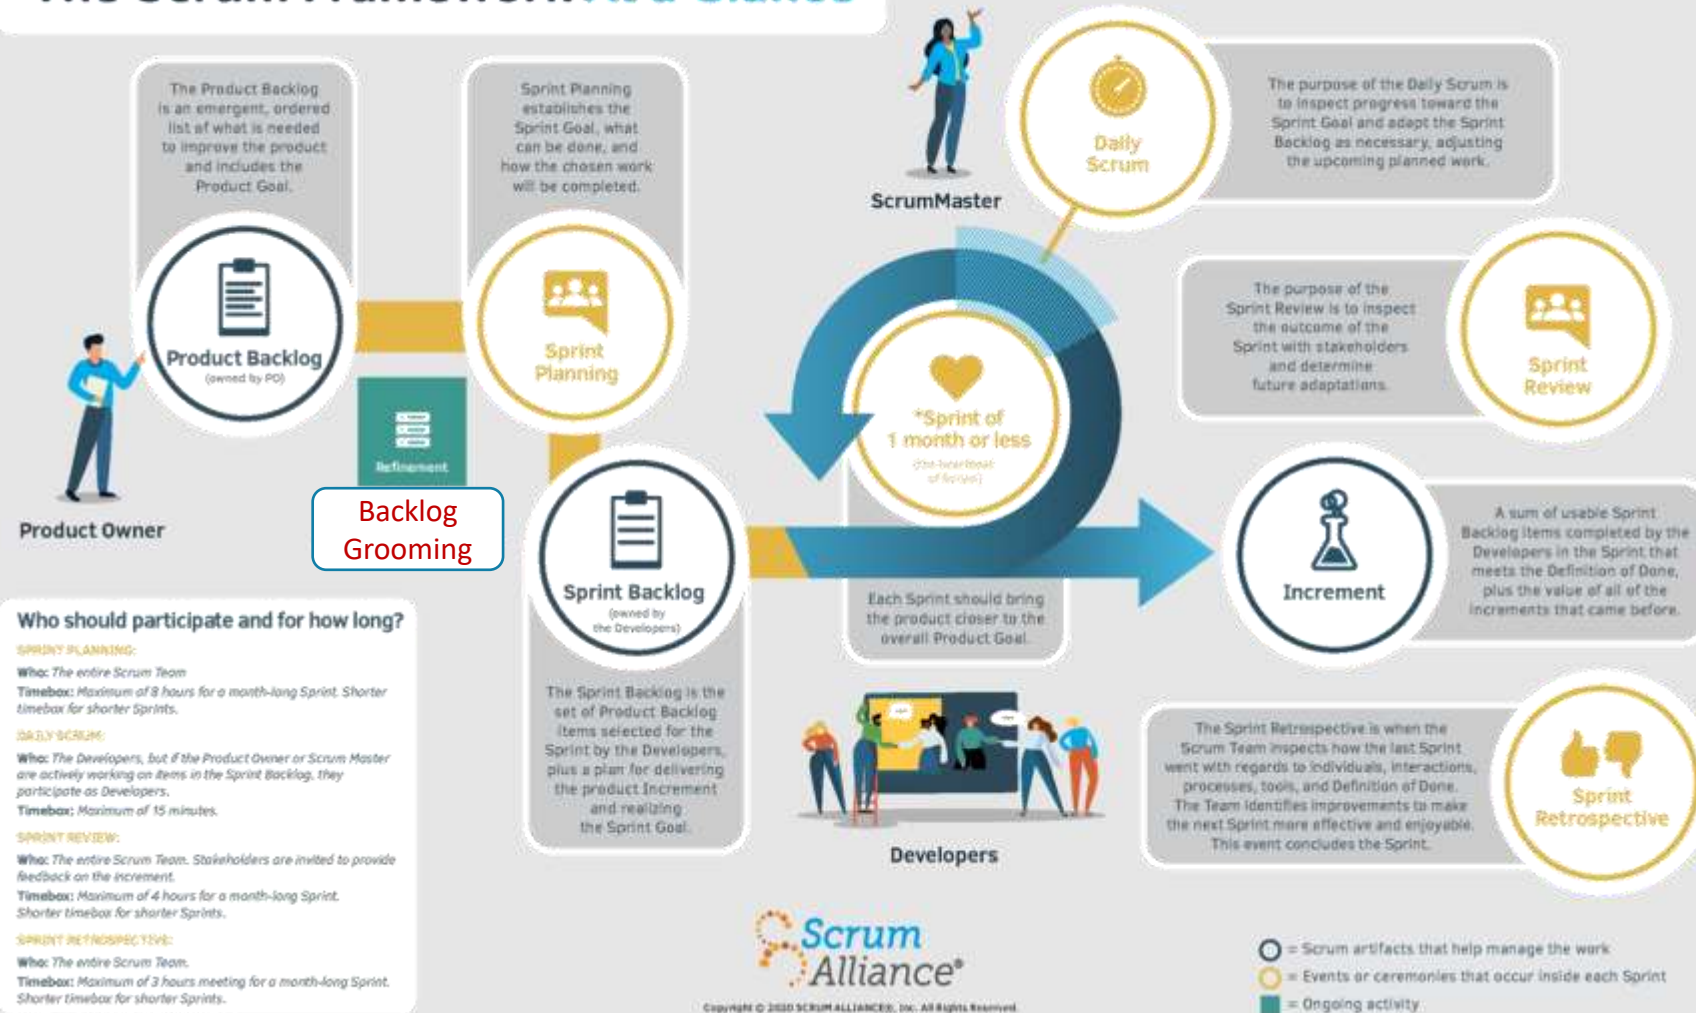 The Scrum Framework At a Glance
The Product Backlog
is an emergent, ordered
list of what is needed
to improve the product
and includes the
Product Goal.
Product Backlog
(owned by PO)
Product Owner
Sprint Planning
establishes the
Sprint Goal, what
can be done, and
how the chosen work
will be completed.
Sprint
Planning
Refinement
Backlog
Grooming
Sprint Backlog
(owned by
the Developers)
The Sprint Backlog is the
set of Product Backlog
items selected for the
Sprint by the Developers,
plus a plan for delivering
the product Increment
and realizing
the Sprint Goal.
ScrumMaster
Daily
Scrum
The purpose of the Daily Scrum is
to inspect progress toward the
Sprint Goal and adapt the Sprint
Backlog as necessary, adjusting
the upcoming planned work.
*Sprint of
1 month or less
(the heartbeat
of Scrum)
Each Sprint should bring
the product closer to the
overall Product Goal.
Developers
The purpose of the
Sprint Review is to inspect
the outcome of the
Sprint with stakeholders
and determine
future adaptations.
Sprint
Review
Increment
A sum of usable Sprint
Backlog items completed by the
Developers in the Sprint that
meets the Definition of Done,
plus the value of all of the
increments that came before.
The Sprint Retrospective is when the
Scrum Team inspects how the last Sprint
went with regards to individuals, interactions,
processes, tools, and Definition of Done.
The Team identifies improvements to make
the next Sprint more effective and enjoyable.
This event concludes the Sprint.
Sprint
Retrospective
Who should participate and for how long?
SPRINT PLANNING:
Who: The entire Scrum Team
Timebox: Maximum of 8 hours for a month-long Sprint. Shorter
timebox for shorter Sprints.
DAILY SCRUM:
Who: The Developers, but if the Product Owner or Scrum Master
are actively working on items in the Sprint Backlog, they
participate as Developers.
Timebox: Maximum of 15 minutes.
SPRINT REVIEW:
Who: The entire Scrum Team. Stakeholders are invited to provide
feedback on the increment.
Timebox: Maximum of 4 hours for a month-long Sprint.
Shorter timebox for shorter Sprints.
SPRINT RETROSPECTIVE:
Who: The entire Scrum Team.
Timebox: Maximum of 3 hours meeting for a month-long Sprint.
Shorter timebox for shorter Sprints.
Scrum
Alliance®
Copyright © 2020 SCRUM ALLIANCE®, Inc. All Rights Reserved.
= Scrum artifacts that help manage the work
= Events or ceremonies that occur inside each Sprint
= Ongoing activity